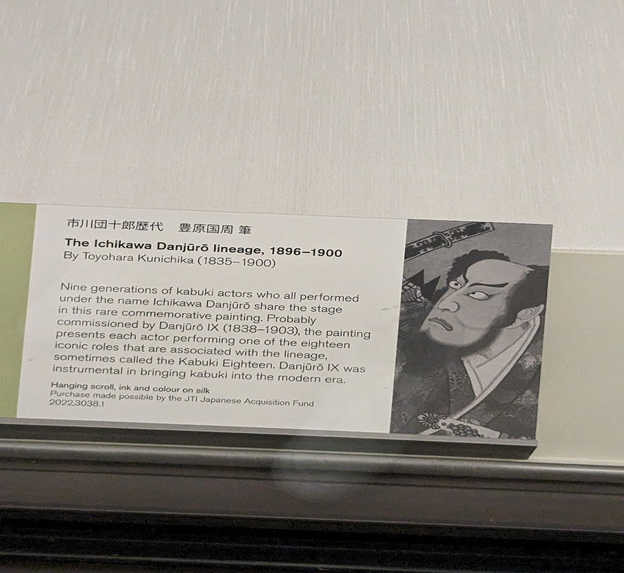 市川団十郎歴代　豊原国周 筆
The Ichikawa Danjūrō lineage, 1896–1900
By Toyohara Kunichika (1835–1900)
Nine generations of kabuki actors who all performed
under the name Ichikawa Danjūrō share the stage
in this rare commemorative painting. Probably
commissioned by Danjūrō IX (1838–1903), the painting
presents each actor performing one of the eighteen
iconic roles that are associated with the lineage,
sometimes called the Kabuki Eighteen. Danjūrō IX was
instrumental in bringing kabuki into the modern era.
Hanging scroll, ink and colour on silk
Purchase made possible by the JTI Japanese Acquisition Fund
2022,3038.1